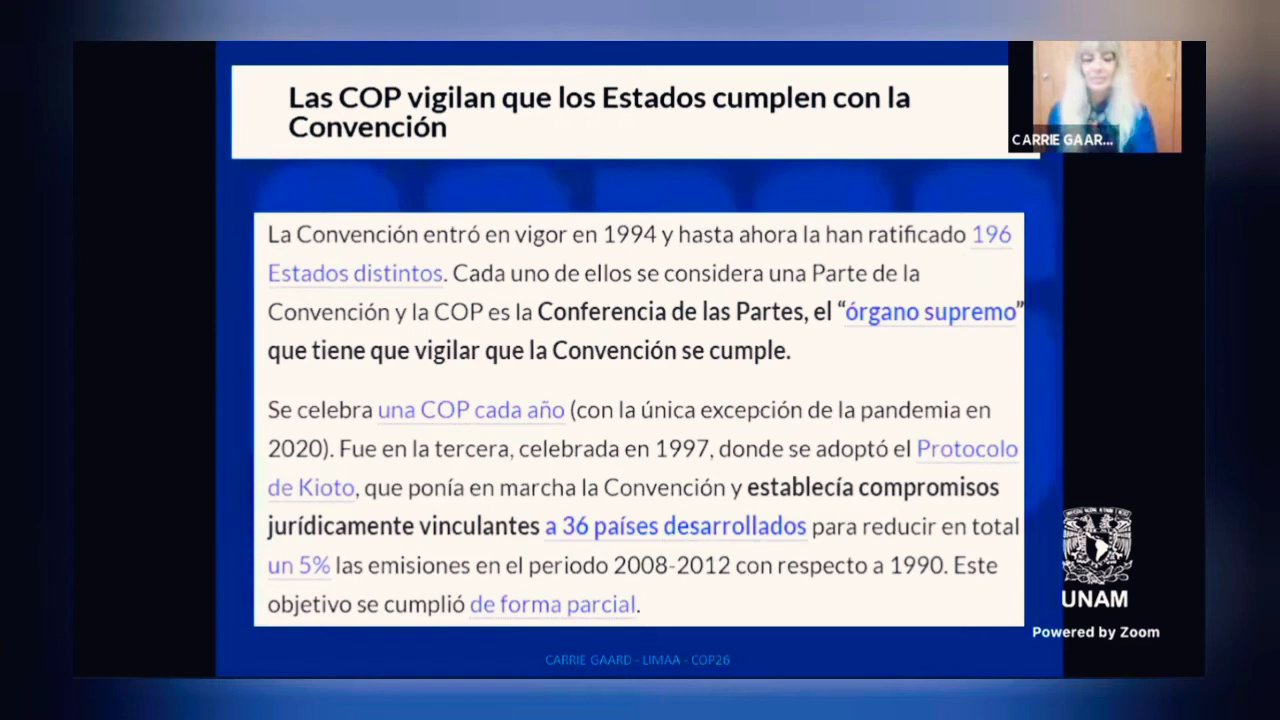 Las COP vigilan que los Estados cumplen con la
Convención
CARRIE GAAR...
La Convención entró en vigor en 1994 y hasta ahora la han ratificado 196
Estados distintos. Cada uno de ellos se considera una Parte de la
Convención y la COP es la Conferencia de las Partes, el “órgano supremo”
que tiene que vigilar que la Convención se cumple.
Se celebra una COP cada año (con la única excepción de la pandemia en
2020). Fue en la tercera, celebrada en 1997, donde se adoptó el Protocolo
de Kioto, que ponía en marcha la Convención y establecía compromisos
jurídicamente vinculantes a 36 países desarrollados para reducir en total
un 5% las emisiones en el periodo 2008-2012 con respecto a 1990. Este
objetivo se cumplió de forma parcial.
UNAM
Powered by Zoom
CARRIE GAARD - LIMAA - COP26